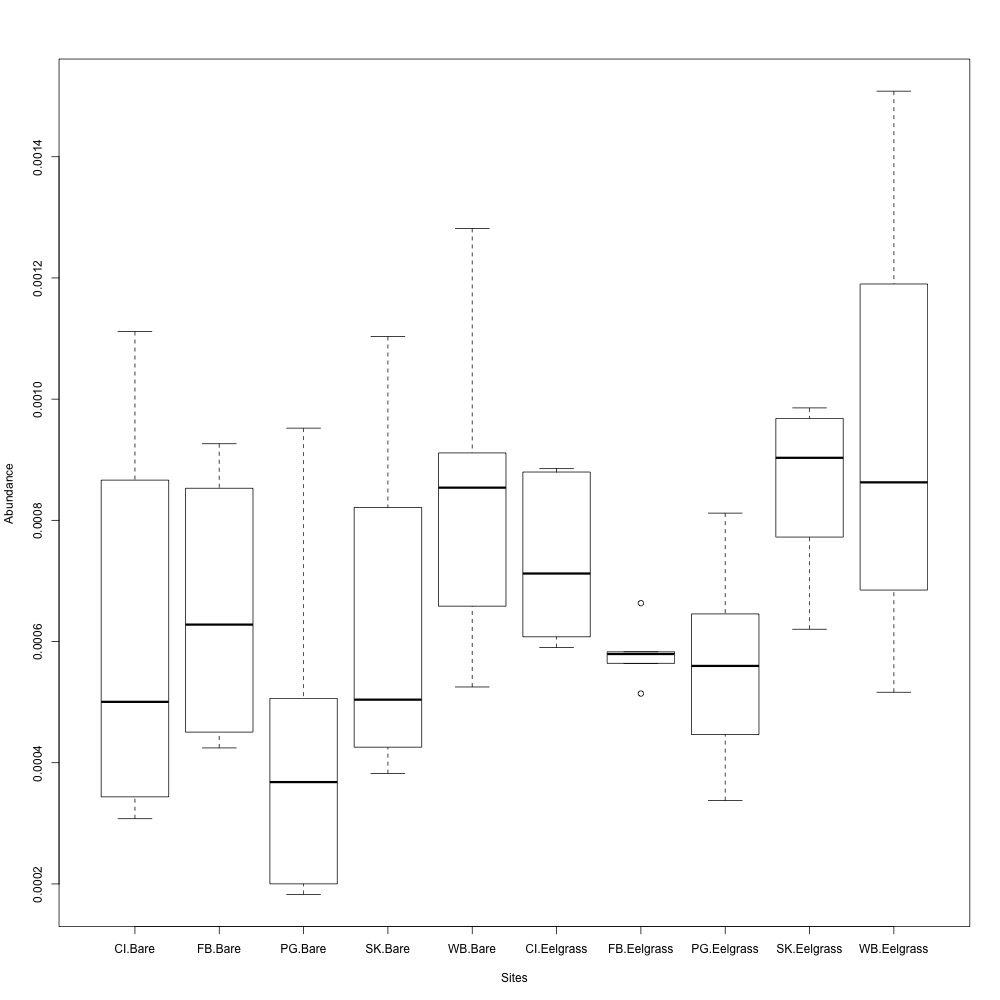 Abundance
0.0014
0.0012
0.0010
0.0008
0.0006
0.0004
0.0002
CI.Bare FB.Bare PG.Bare SK.Bare WB.Bare CI.Eelgrass FB.Eelgrass PG.Eelgrass SK.Eelgrass WB.Eelgrass
Sites